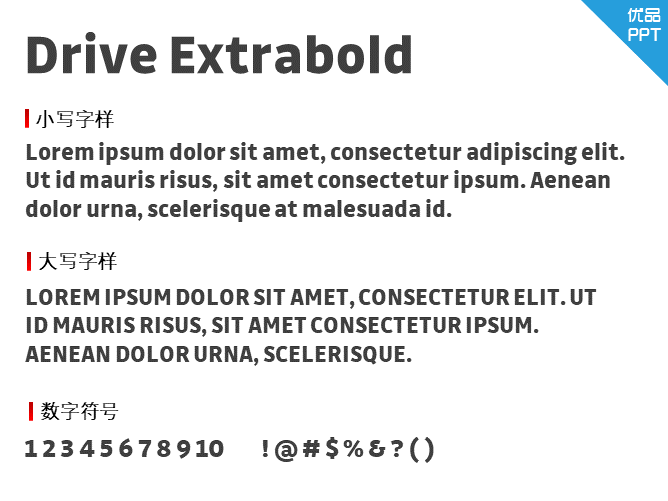 优品
PPT
Drive Extrabold
小写字样
Lorem ipsum dolor sit amet, consectetur adipiscing elit.
Ut id mauris risus, sit amet consectetur ipsum. Aenean
dolor urna, scelerisque at malesuada id.
大写字样
LOREM IPSUM DOLOR SIT AMET, CONSECTETUR ELIT. UT
ID MAURIS RISUS, SIT AMET CONSECTETUR IPSUM.
AENEAN DOLOR URNA, SCELERISQUE.
数字符号
1 2 3 4 5 6 7 8 9 10 ! @ # $ % & ? ( )